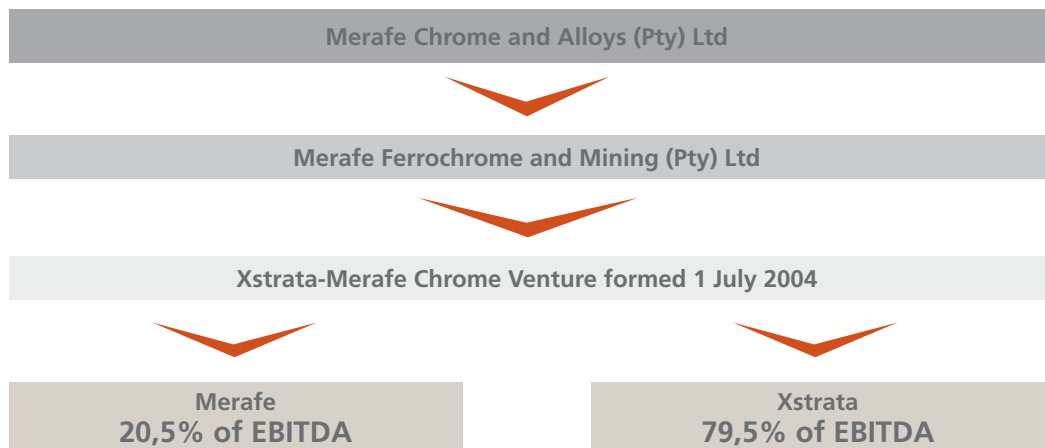 Merafe Chrome and Alloys (Pty) Ltd
Merafe Ferrochrome and Mining (Pty) Ltd
Xstrata-Merafe Chrome Venture formed 1 July 2004
Merafe
20,5% of EBITDA
Xstrata
79,5% of EBITDA